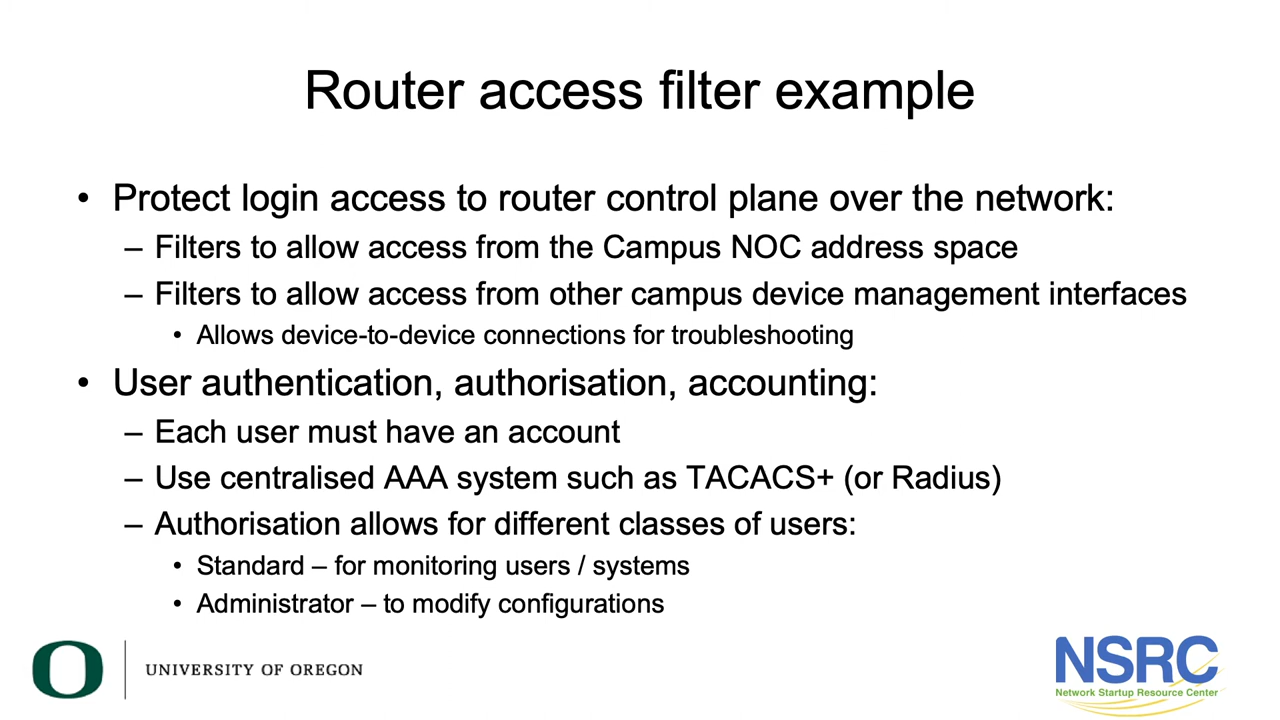 Router access filter example
• Protect login access to router control plane over the network:
– Filters to allow access from the Campus NOC address space
– Filters to allow access from other campus device management interfaces
• Allows device-to-device connections for troubleshooting
• User authentication, authorisation, accounting:
– Each user must have an account
– Use centralised AAA system such as TACACS+ (or Radius)
– Authorisation allows for different classes of users:
• Standard – for monitoring users / systems
• Administrator – to modify configurations
O
UNIVERSITY OF OREGON
NSRC
Network Startup Resource Center